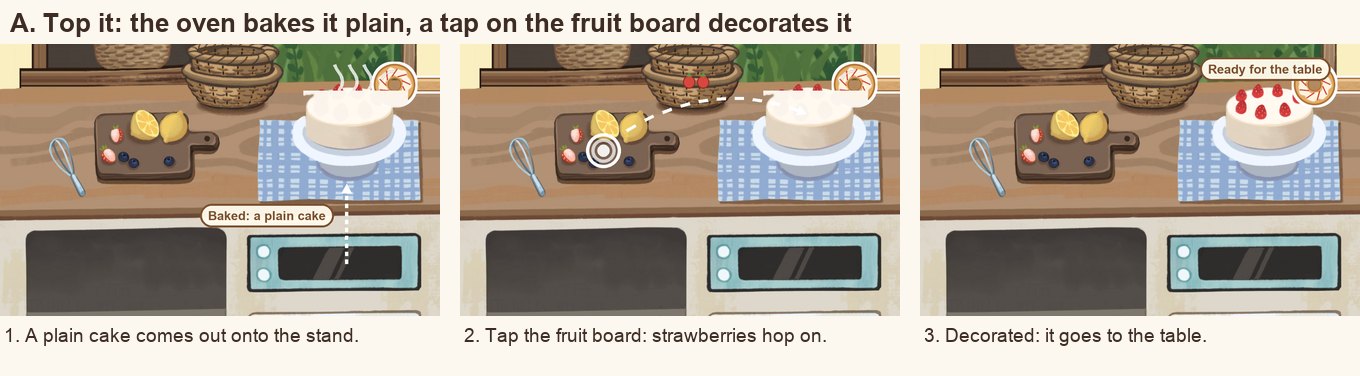 A. Top it: the oven bakes it plain, a tap on the fruit board decorates it
Baked: a plain cake
Ready for the table
1. A plain cake comes out onto the stand.
2. Tap the fruit board: strawberries hop on.
3. Decorated: it goes to the table.